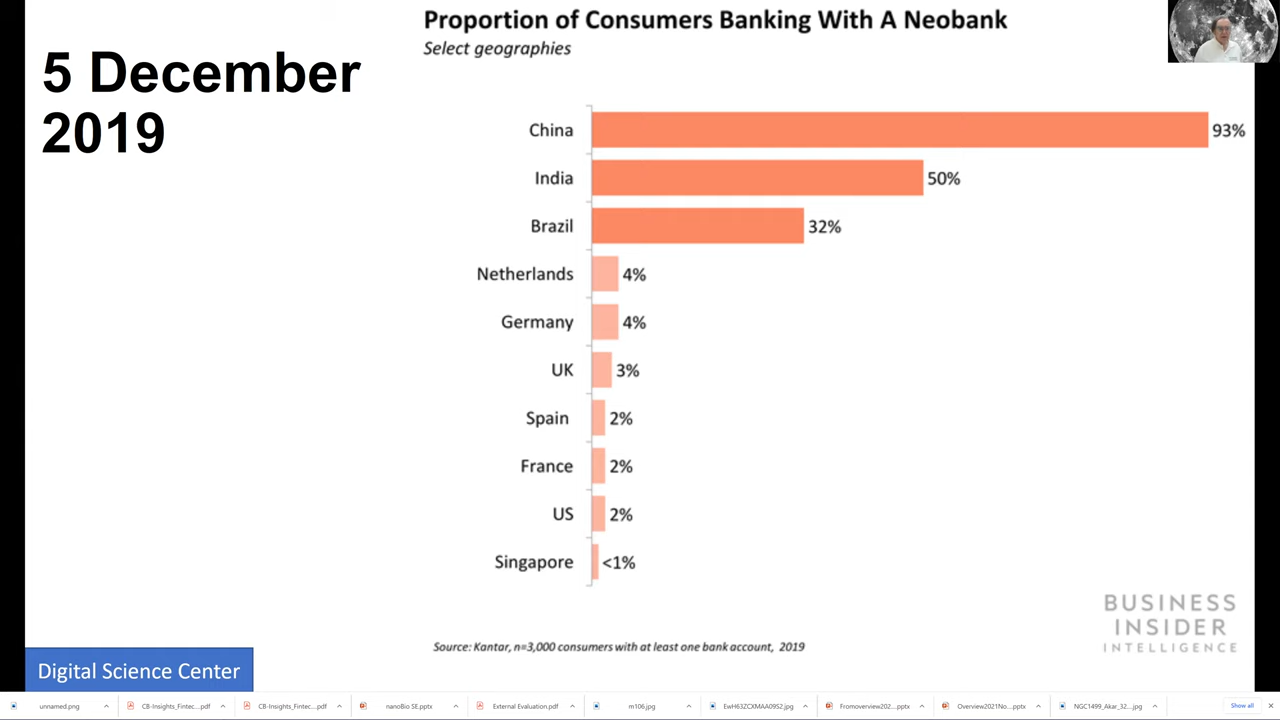 Proportion of Consumers Banking With A Neobank
Select geographies
5 December
2019
China 93%
India 50%
Brazil 32%
Netherlands 4%
Germany 4%
UK 3%
Spain 2%
France 2%
US 2%
Singapore <1%
BUSINESS
INSIDER
INTELLIGENCE
Source: Kantar, n=3,000 consumers with at least one bank account, 2019
Digital Science Center
unnamed.png CB-Insights_Fintec....pdf CB-Insights_Fintec....pdf nanoBio SE.pptx External Evaluation.pdf m106.jpg EwH63ZCXMAA09S2.jpg Fromoverview202....pptx Overview2021No....pptx NGC1499_Akar_32....jpg Show all